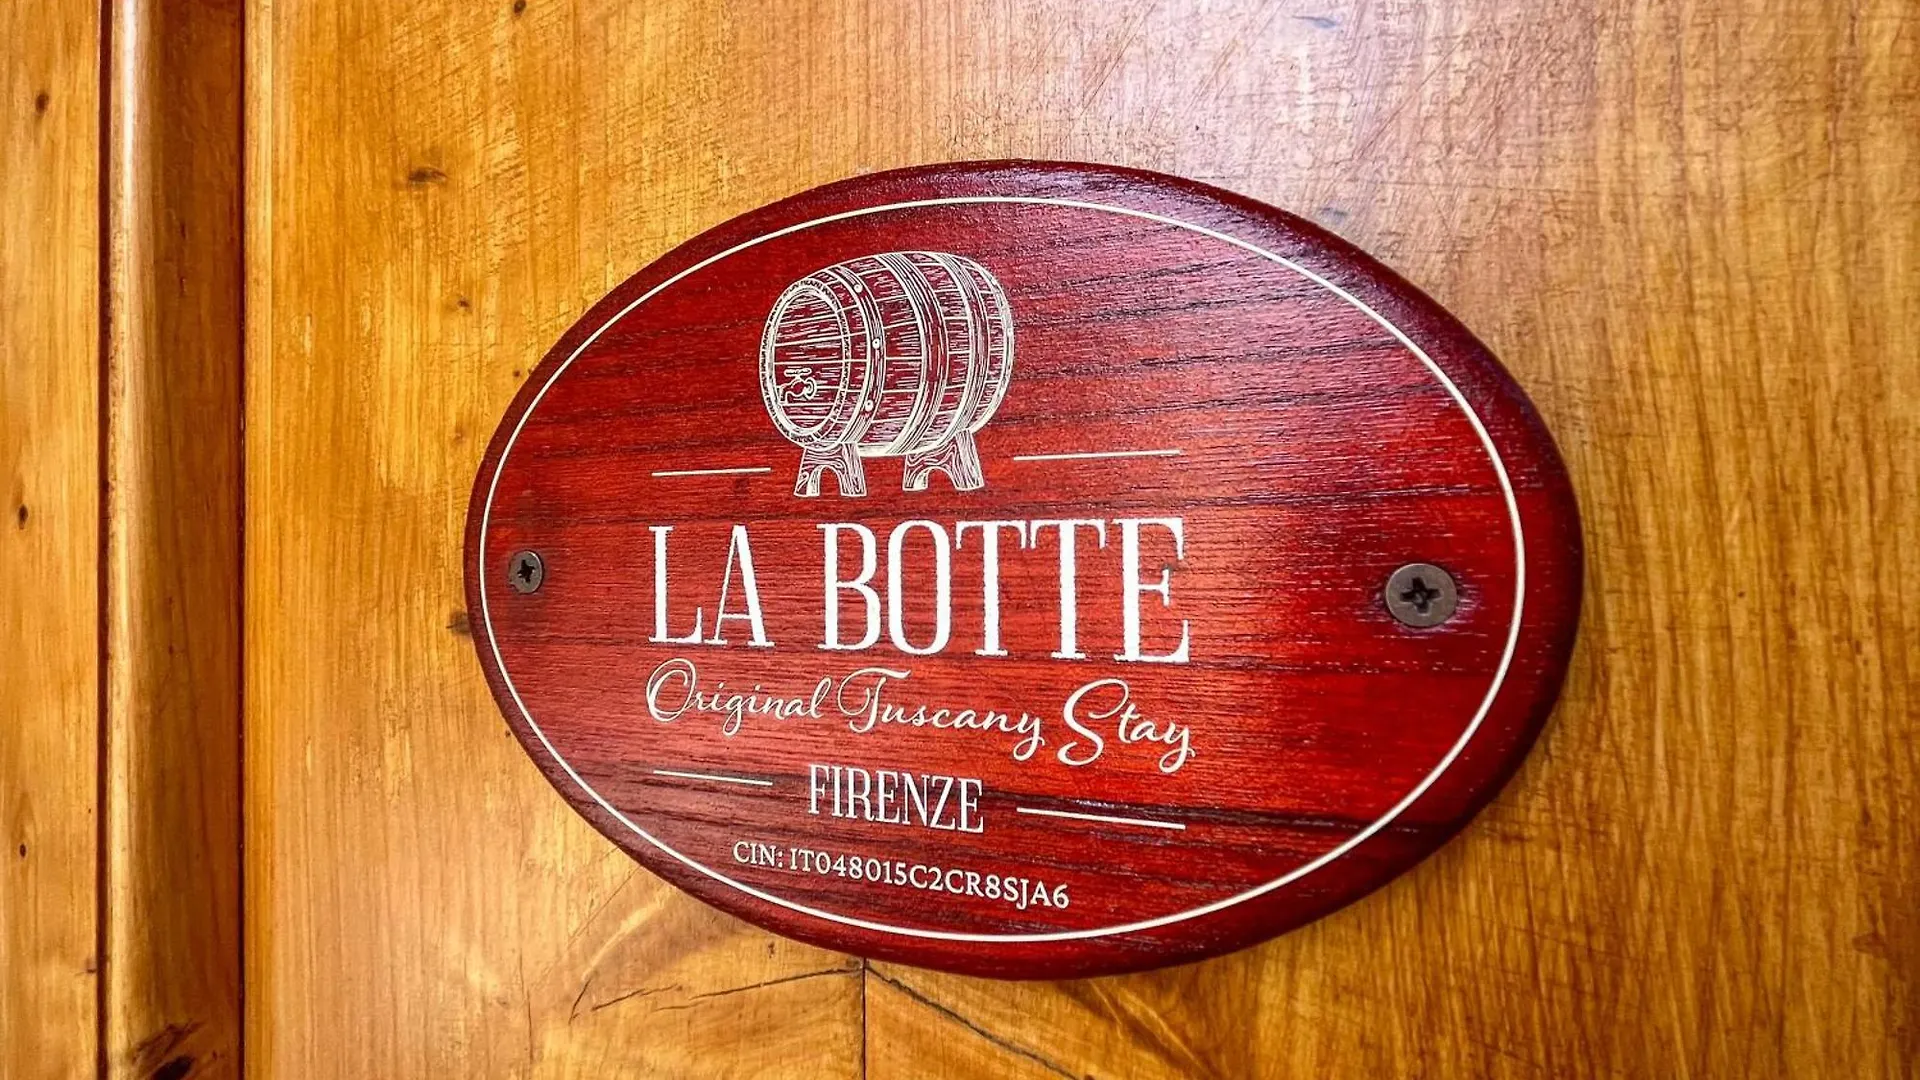 LA BOTTE
Original Tuscany Stay
FIRENZE
CIN: IT048015C2CR8SJA6